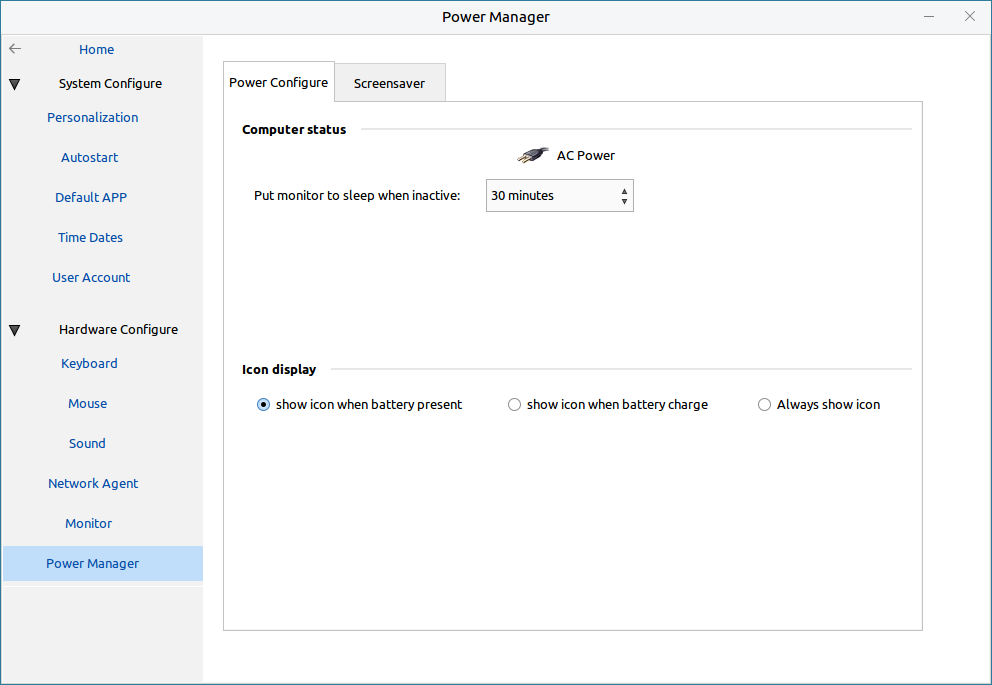 Power Manager
Home
System Configure
Personalization
Autostart
Default APP
Time Dates
User Account
Hardware Configure
Keyboard
Mouse
Sound
Network Agent
Monitor
Power Manager
Power Configure
Screensaver
Computer status
AC Power
Put monitor to sleep when inactive:
30 minutes
Icon display
show icon when battery present
show icon when battery charge
Always show icon